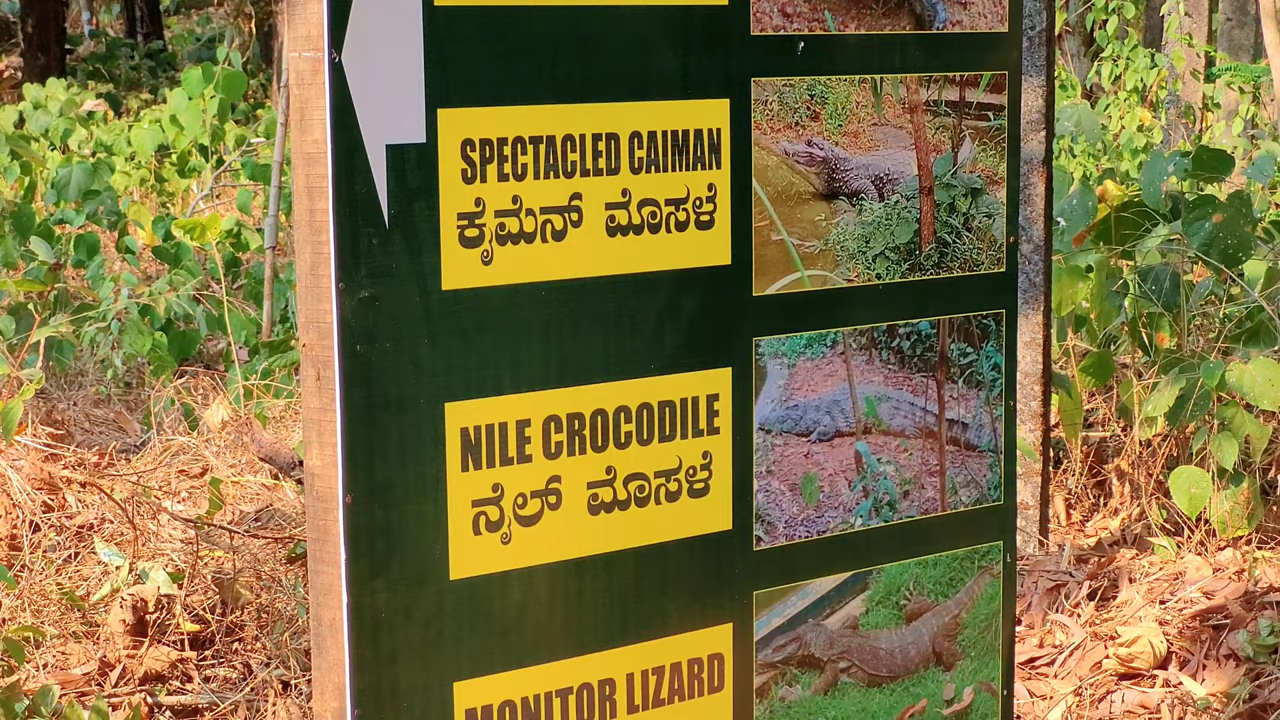 SPECTACLED CAIMAN
ಕೈಮೆನ್ ಮೊಸಳೆ
NILE CROCODILE
ನೈಲ್ ಮೊಸಳೆ
MONITOR LIZARD